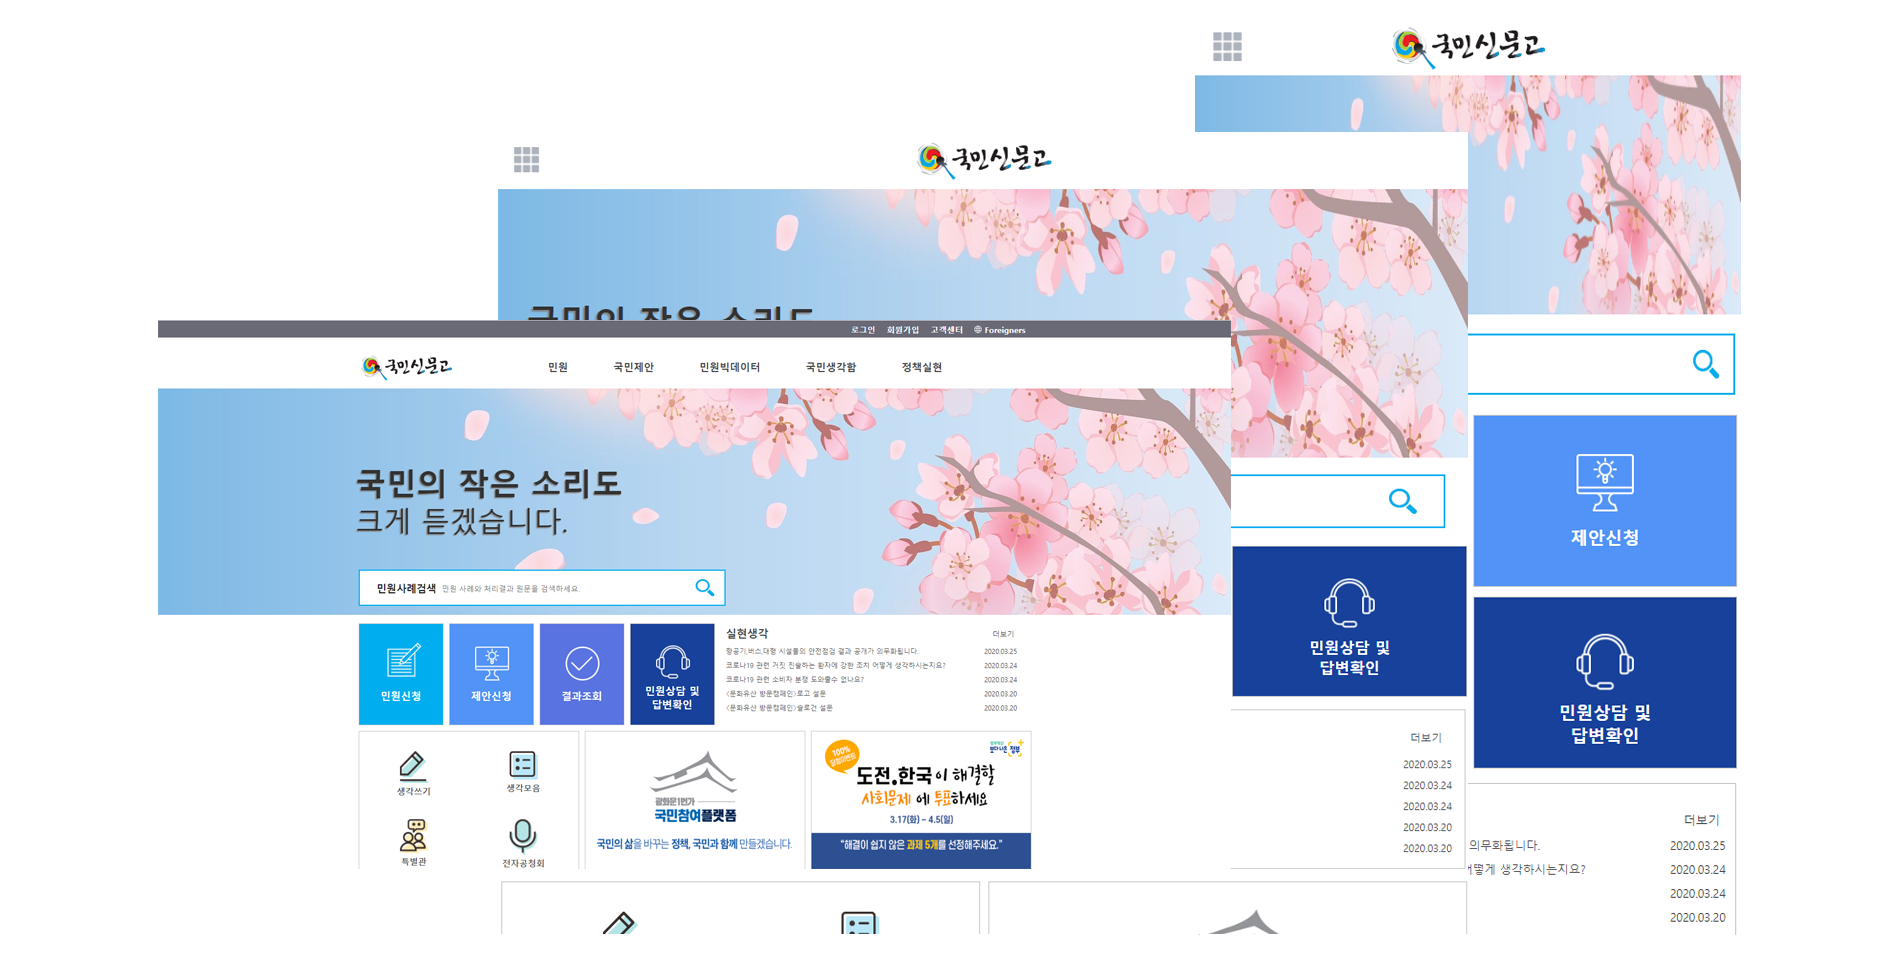 국민신문고
국민신문고
국민의 작은 소리도
로그인 회원가입 고객센터 Foreigners
국민신문고 민원 국민제안 민원빅데이터 국민생각함 정책실현
국민의 작은 소리도
크게 듣겠습니다.
민원사례검색 민원 사례와 처리결과 원문을 검색하세요.
민원신청
제안신청
결과조회
민원상담 및
답변확인
실현생각 더보기
항공기,버스,대형 시설물의 안전점검 결과 공개가 의무화됩니다. 2020.03.25
코로나19 관련 거짓 진술하는 환자에 강한 조치 어떻게 생각하시는지요? 2020.03.24
코로나19 관련 소비자 분쟁 도와줄수 없나요? 2020.03.24
<문화유산 방문캠페인>로고 설문 2020.03.20
<문화유산 방문캠페인>슬로건 설문 2020.03.20
생각쓰기
생각모음
특별관
전자공청회
광화문1번가
국민참여플랫폼
국민의 삶을 바꾸는 정책, 국민과 함께 만들겠습니다.
100%
보다나은 정부
도전.한국이 해결할
사회문제에 투표하세요
3.17(화) – 4.5(일)
"해결이 쉽지 않은 과제 5개를 선정해주세요."
민원상담 및
답변확인
더보기
2020.03.25
2020.03.24
2020.03.24
2020.03.20
2020.03.20
제안신청
민원상담 및
답변확인
더보기
의무화됩니다. 2020.03.25
어떻게 생각하시는지요? 2020.03.24
2020.03.24
2020.03.20